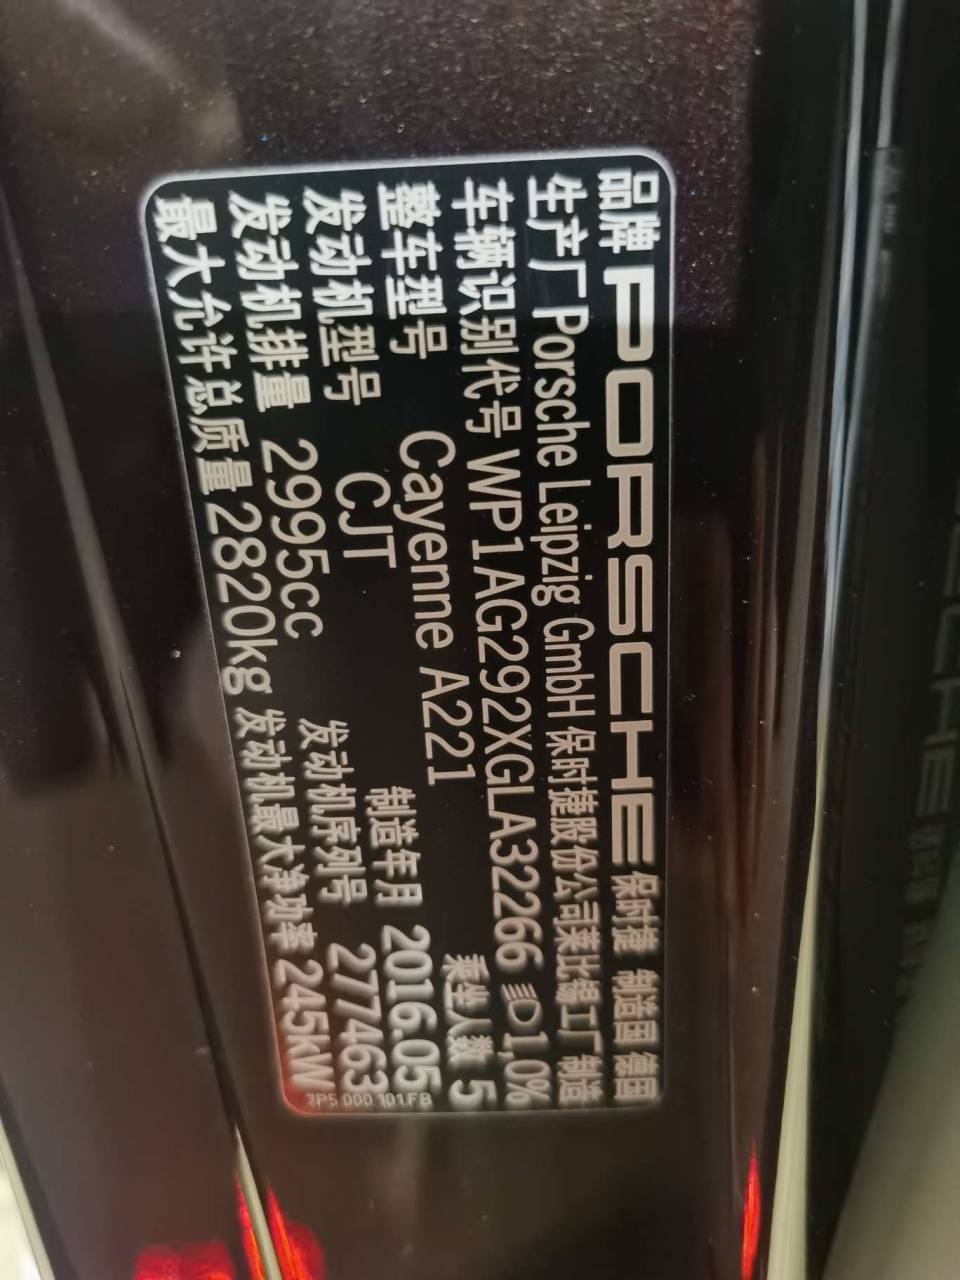 品牌 PORSCHE 保时捷 制造国 德国
生产厂 Porsche Leipzig GmbH 保时捷股份公司莱比锡工厂 制造
车辆识别代号 WP1AG292XGLA32266 1,0%
整车型号 Cayenne A221 乘坐人数 5
发动机型号 CJT 制造年月 2016.05
发动机排量 2995cc 发动机序列号 277463
最大允许总质量 2820kg 发动机最大净功率 245kW
7P5.000.101.FB